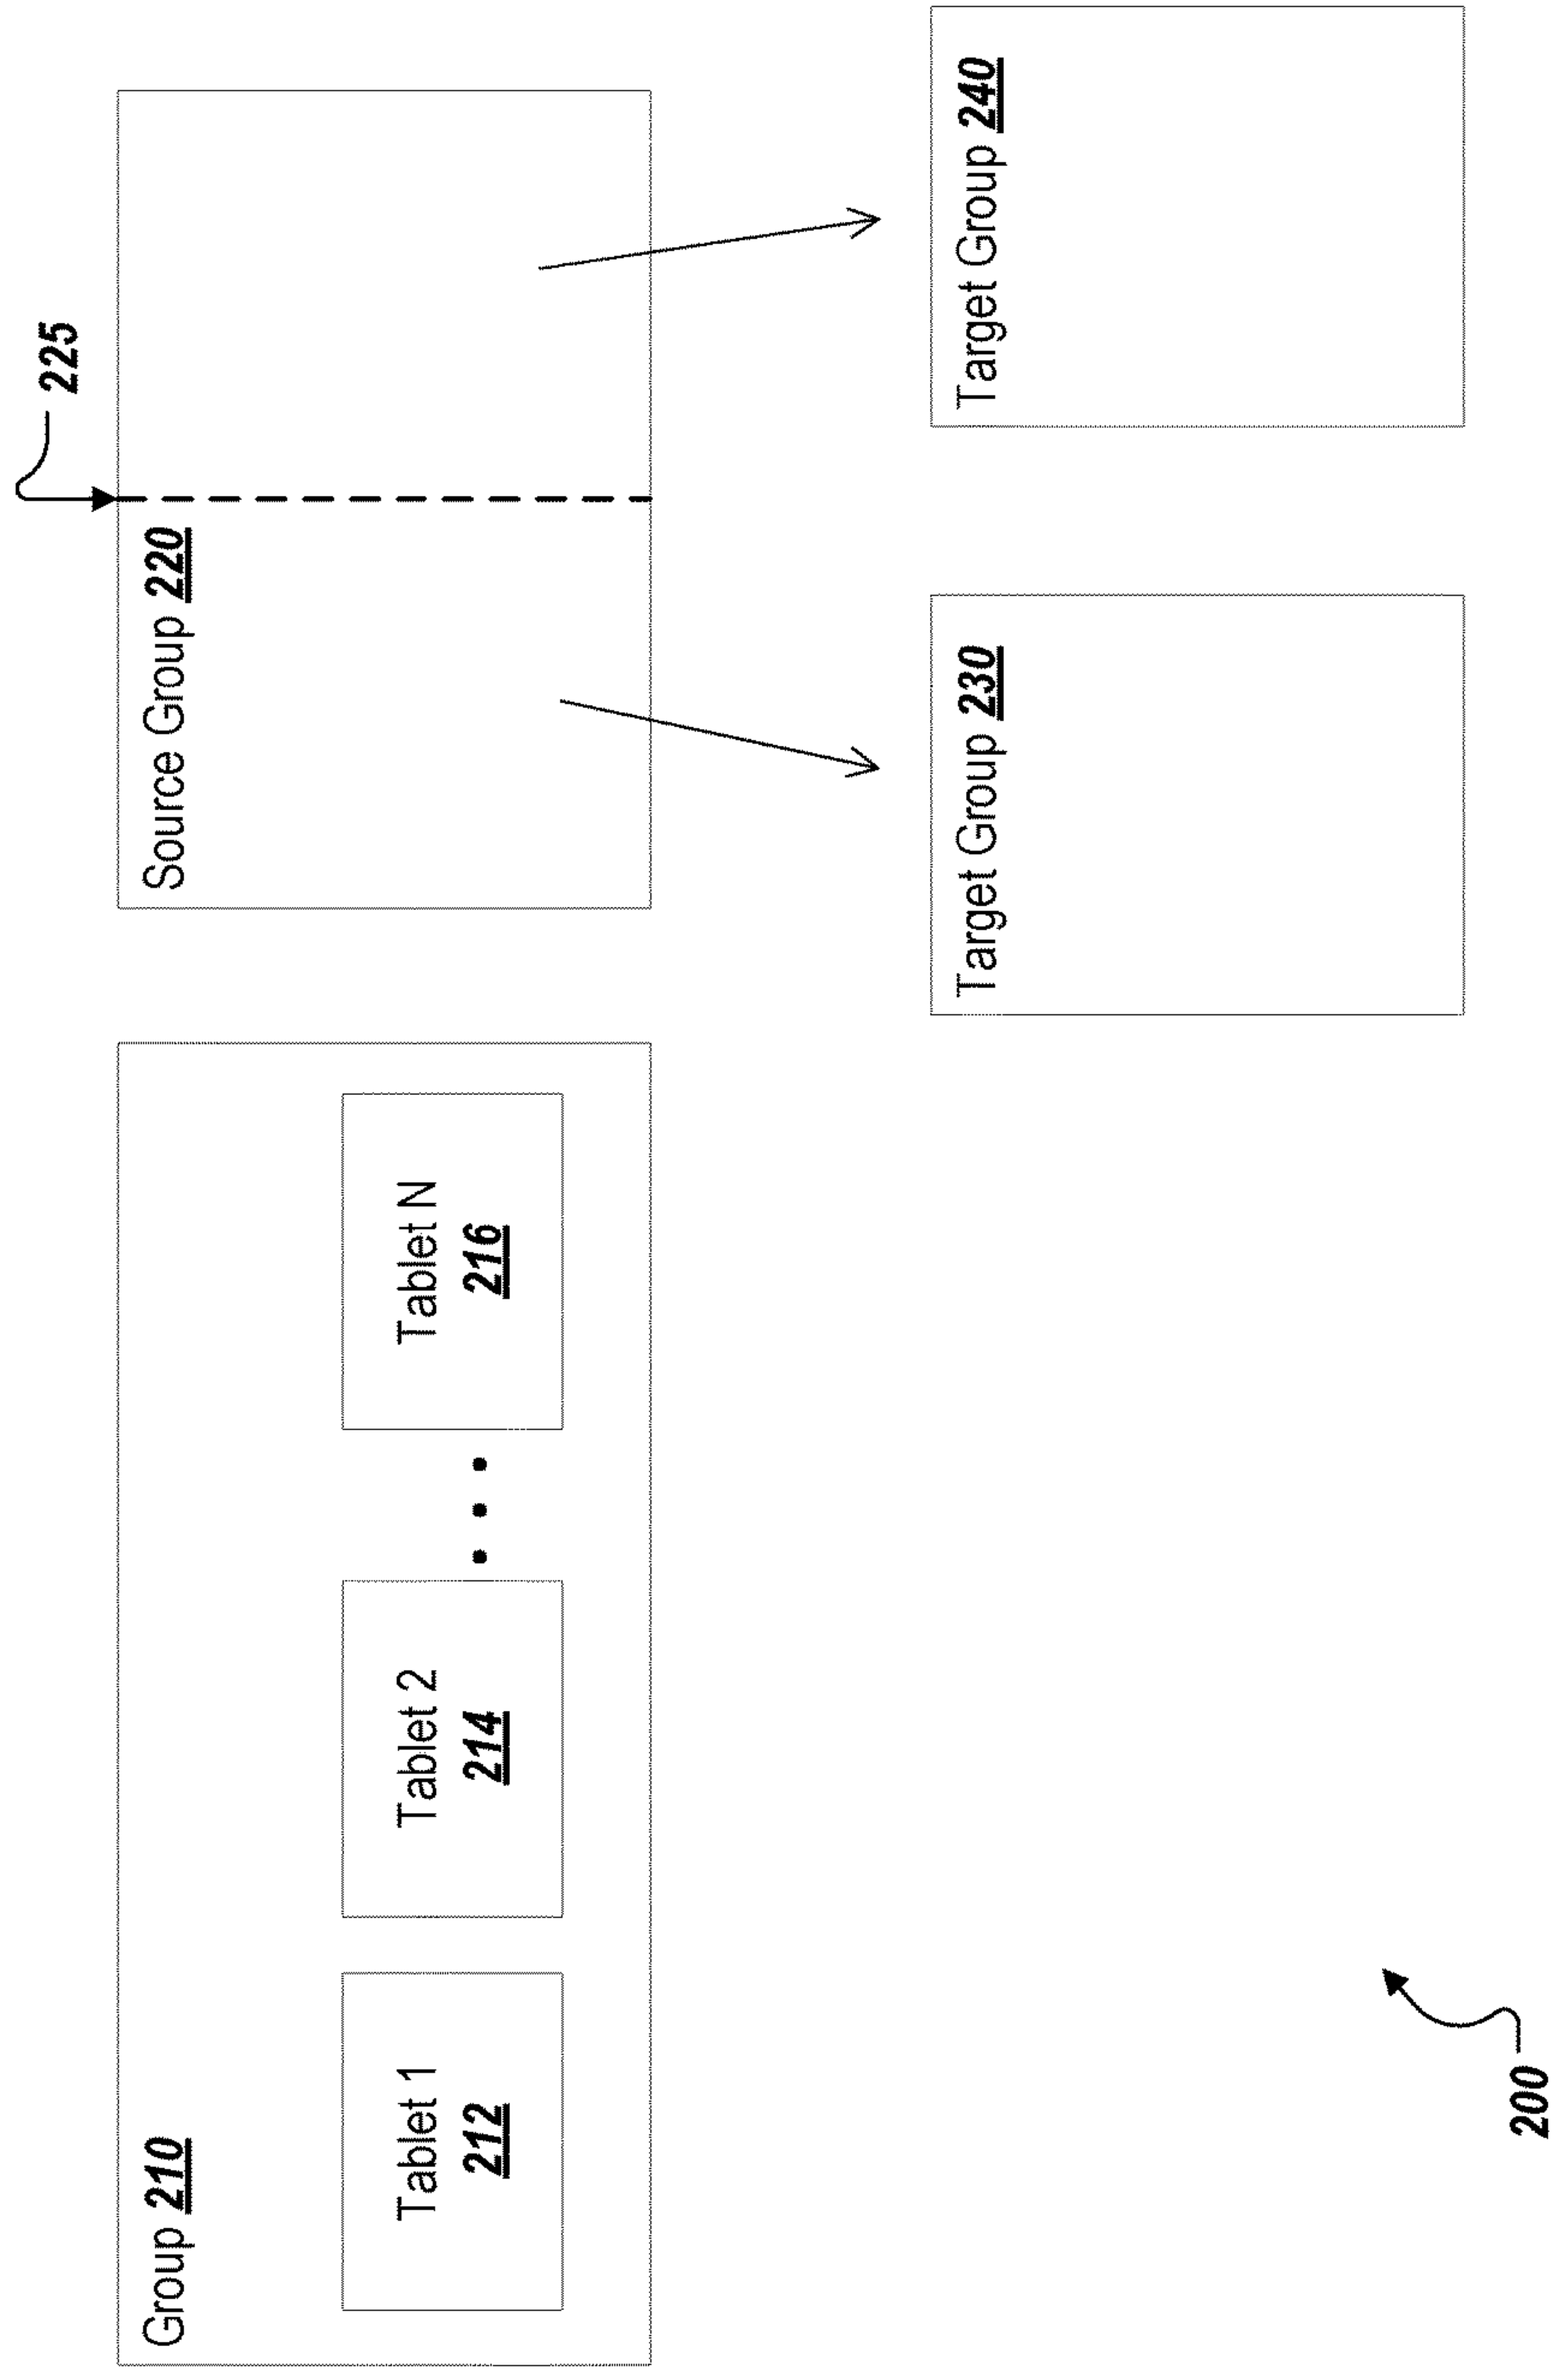 225
Group 210
Source Group 220
Tablet 1
212
Tablet 2
214
Tablet N
216
Target Group 230
Target Group 240
200